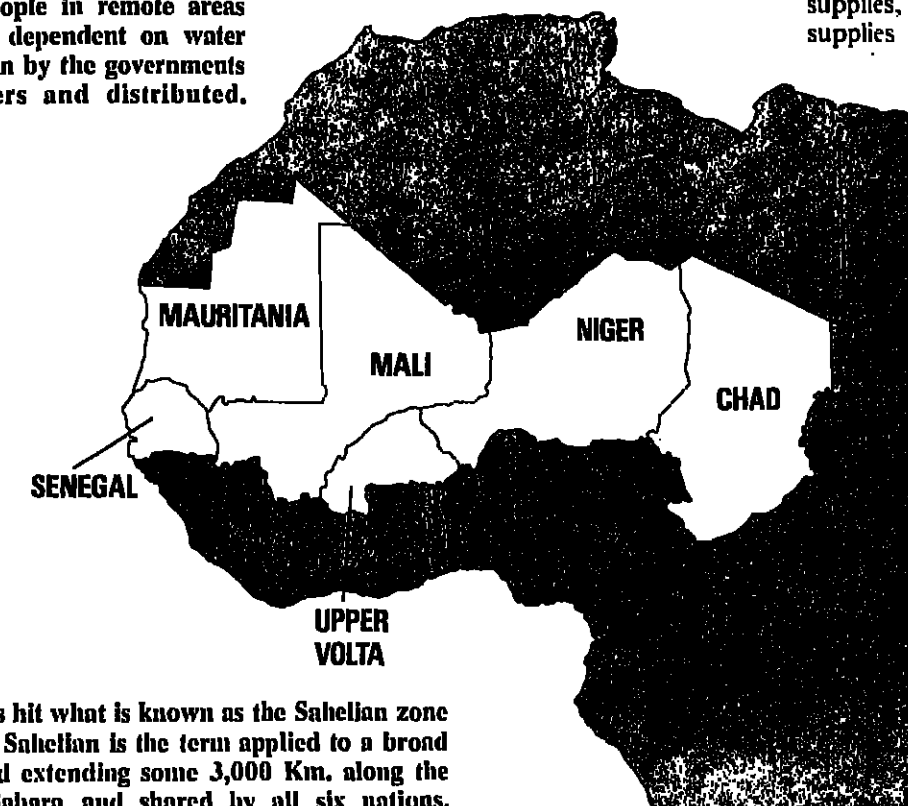 ople in remote areas
dependent on water
n by the governments
ers and distributed.
supplies,
supplies
MAURITANIA
MALI
NIGER
CHAD
SENEGAL
UPPER
VOLTA
s hit what is known as the Sahelian zone
Sahelian is the term applied to a broad
d extending some 3,000 Km. along the
Sahara and shared by all six nations.